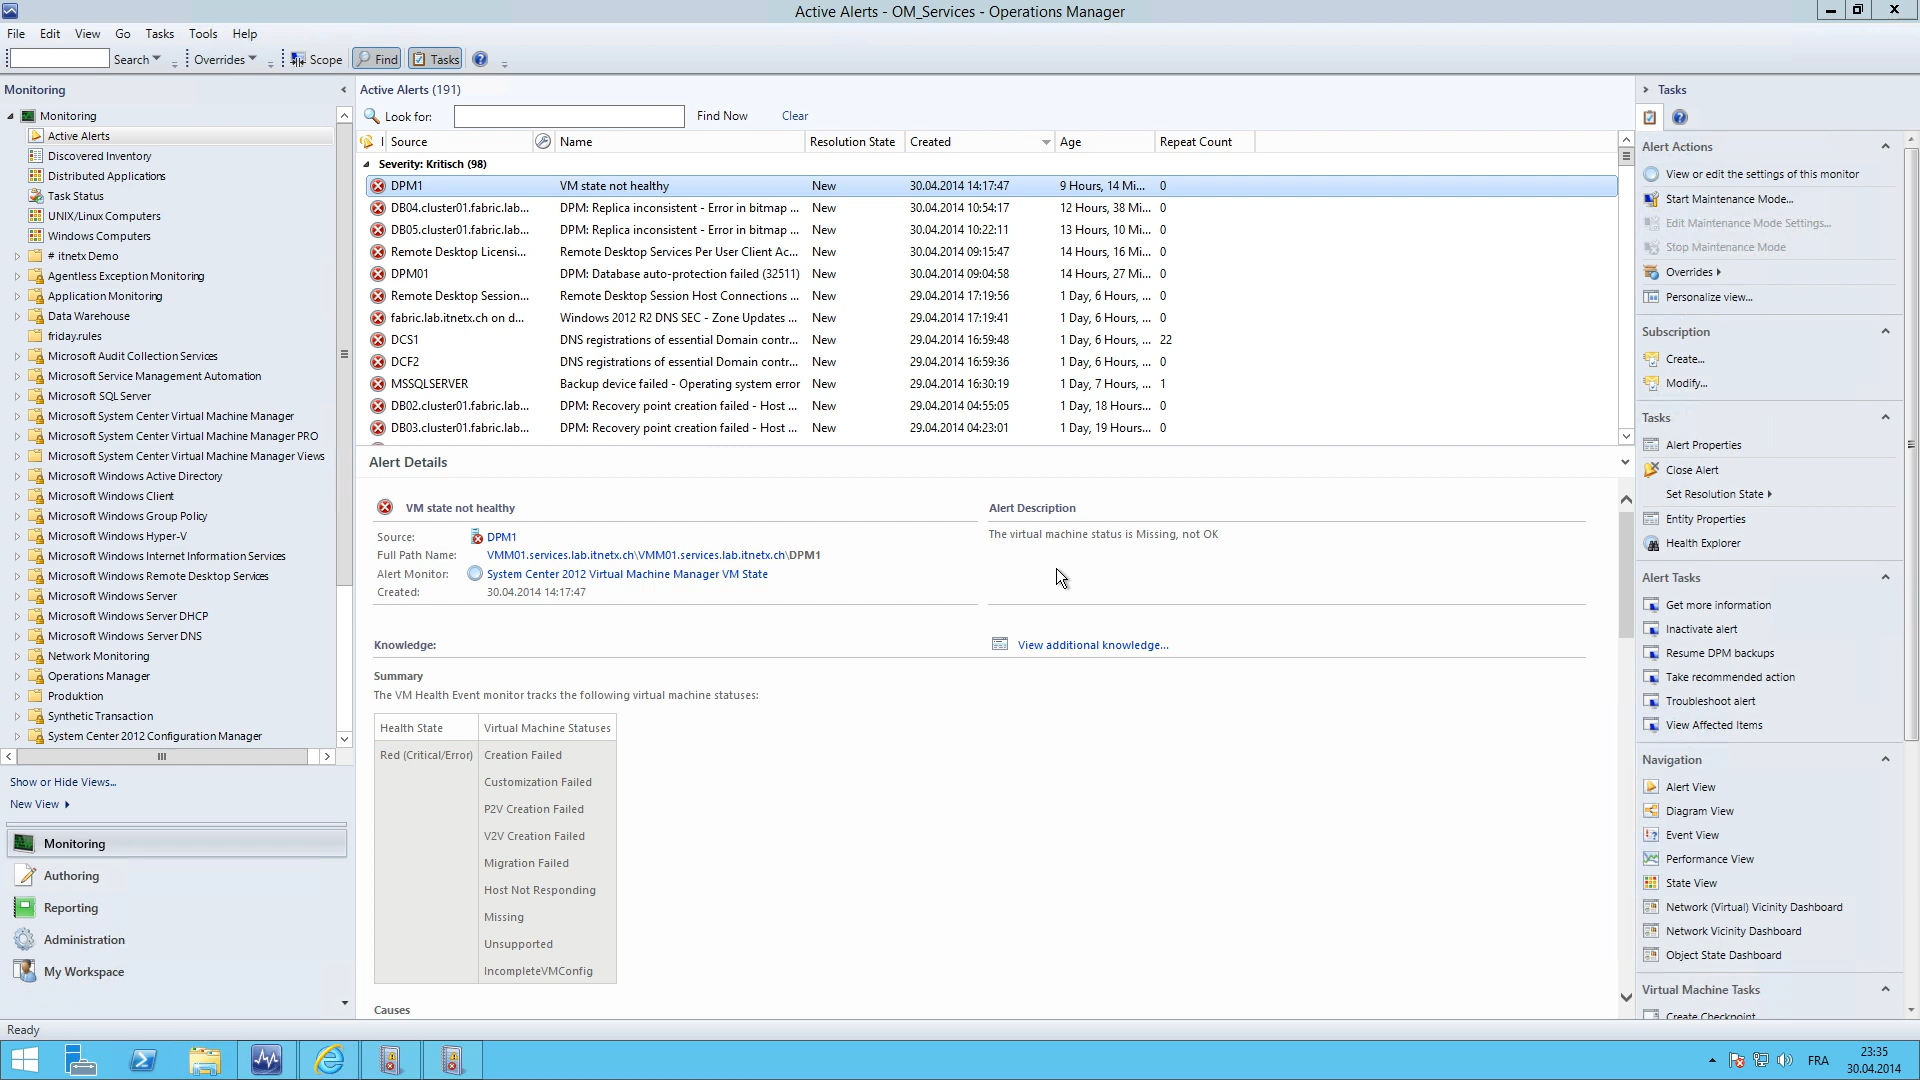 Active Alerts - OM_Services - Operations Manager
File Edit View Go Tasks Tools Help
Search Overrides Scope Find Tasks
Monitoring
Monitoring
Active Alerts
Discovered Inventory
Distributed Applications
Task Status
UNIX/Linux Computers
Windows Computers
# itnetx Demo
Agentless Exception Monitoring
Application Monitoring
Data Warehouse
friday.rules
Microsoft Audit Collection Services
Microsoft Service Management Automation
Microsoft SQL Server
Microsoft System Center Virtual Machine Manager
Microsoft System Center Virtual Machine Manager PRO
Microsoft System Center Virtual Machine Manager Views
Microsoft Windows Active Directory
Microsoft Windows Client
Microsoft Windows Group Policy
Microsoft Windows Hyper-V
Microsoft Windows Internet Information Services
Microsoft Windows Remote Desktop Services
Microsoft Windows Server
Microsoft Windows Server DHCP
Microsoft Windows Server DNS
Network Monitoring
Operations Manager
Produktion
Synthetic Transaction
System Center 2012 Configuration Manager
Show or Hide Views...
New View
Monitoring
Authoring
Reporting
Administration
My Workspace
Active Alerts (191)
Look for: Find Now Clear
I Source Name Resolution State Created Age Repeat Count
Severity: Kritisch (98)
DPM1 VM state not healthy New 30.04.2014 14:17:47 9 Hours, 14 Mi... 0
DB04.cluster01.fabric.lab... DPM: Replica inconsistent - Error in bitmap ... New 30.04.2014 10:54:17 12 Hours, 38 Mi... 0
DB05.cluster01.fabric.lab... DPM: Replica inconsistent - Error in bitmap ... New 30.04.2014 10:22:11 13 Hours, 10 Mi... 0
Remote Desktop Licensi... Remote Desktop Services Per User Client Ac... New 30.04.2014 09:15:47 14 Hours, 16 Mi... 0
DPM01 DPM: Database auto-protection failed (32511) New 30.04.2014 09:04:58 14 Hours, 27 Mi... 0
Remote Desktop Session... Remote Desktop Session Host Connections ... New 29.04.2014 17:19:56 1 Day, 6 Hours, ... 0
fabric.lab.itnetx.ch on d... Windows 2012 R2 DNS SEC - Zone Updates ... New 29.04.2014 17:19:41 1 Day, 6 Hours, ... 0
DCS1 DNS registrations of essential Domain contr... New 29.04.2014 16:59:48 1 Day, 6 Hours, ... 22
DCF2 DNS registrations of essential Domain contr... New 29.04.2014 16:59:36 1 Day, 6 Hours, ... 0
MSSQLSERVER Backup device failed - Operating system error New 29.04.2014 16:30:19 1 Day, 7 Hours, ... 1
DB02.cluster01.fabric.lab... DPM: Recovery point creation failed - Host ... New 29.04.2014 04:55:05 1 Day, 18 Hours... 0
DB03.cluster01.fabric.lab... DPM: Recovery point creation failed - Host ... New 29.04.2014 04:23:01 1 Day, 19 Hours... 0
Alert Details
VM state not healthy
Source: DPM1
Full Path Name: VMM01.services.lab.itnetx.ch\VMM01.services.lab.itnetx.ch\DPM1
Alert Monitor: System Center 2012 Virtual Machine Manager VM State
Created: 30.04.2014 14:17:47
Alert Description
The virtual machine status is Missing, not OK
Knowledge:
View additional knowledge...
Summary
The VM Health Event monitor tracks the following virtual machine statuses:
Health State Virtual Machine Statuses
Red (Critical/Error) Creation Failed
Customization Failed
P2V Creation Failed
V2V Creation Failed
Migration Failed
Host Not Responding
Missing
Unsupported
IncompleteVMConfig
Causes
Tasks
Alert Actions
View or edit the settings of this monitor
Start Maintenance Mode...
Edit Maintenance Mode Settings...
Stop Maintenance Mode
Overrides
Personalize view...
Subscription
Create...
Modify...
Tasks
Alert Properties
Close Alert
Set Resolution State
Entity Properties
Health Explorer
Alert Tasks
Get more information
Inactivate alert
Resume DPM backups
Take recommended action
Troubleshoot alert
View Affected Items
Navigation
Alert View
Diagram View
Event View
Performance View
State View
Network (Virtual) Vicinity Dashboard
Network Vicinity Dashboard
Object State Dashboard
Virtual Machine Tasks
Create Checkpoint
Ready
FRA
23:35
30.04.2014